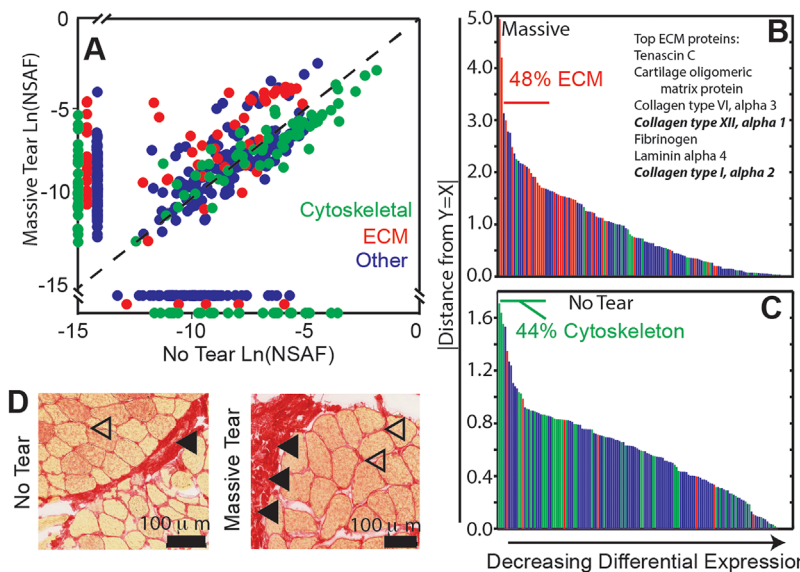 A
0
-5
-10
-15
Massive Tear Ln(NSAF)
Cytoskeletal
ECM
Other
-15
-10
-5
0
No Tear Ln(NSAF)
B
5.0
4.0
3.0
2.0
1.0
0.0
Massive
48% ECM
Top ECM proteins:
Tenascin C
Cartilage oligomeric
matrix protein
Collagen type VI, alpha 3
Collagen type XII, alpha 1
Fibrinogen
Laminin alpha 4
Collagen type I, alpha 2
|Distance from Y=X|
C
1.6
1.2
0.8
0.4
0.0
No Tear
44% Cytoskeleton
Decreasing Differential Expression
D
No Tear
100 μ m
Massive Tear
100 μ m